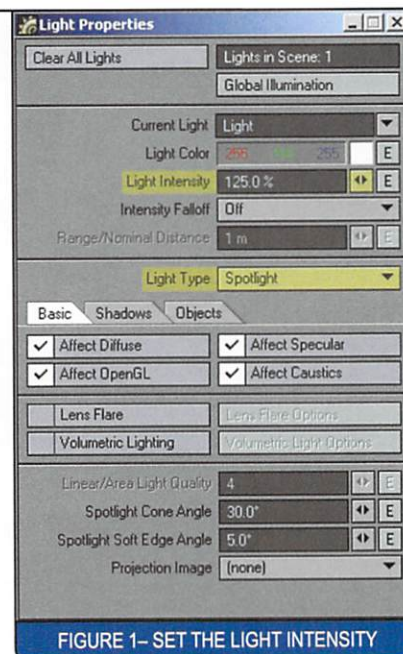 Light Properties
Clear All Lights
Lights in Scene: 1
Global Illumination
Current Light Light
Light Color 255 255 E
Light Intensity 125.0 % E
Intensity Falloff Off
Range/Nominal Distance 1 m E
Light Type Spotlight
Basic Shadows Objects
Affect Diffuse Affect Specular
Affect OpenGL Affect Caustics
Lens Flare Lens Flare Options
Volumetric Lighting Volumetric Light Options
Linear/Area Light Quality 4 E
Spotlight Cone Angle 30.0° E
Spotlight Soft Edge Angle 5.0° E
Projection Image (none)
FIGURE 1– SET THE LIGHT INTENSITY